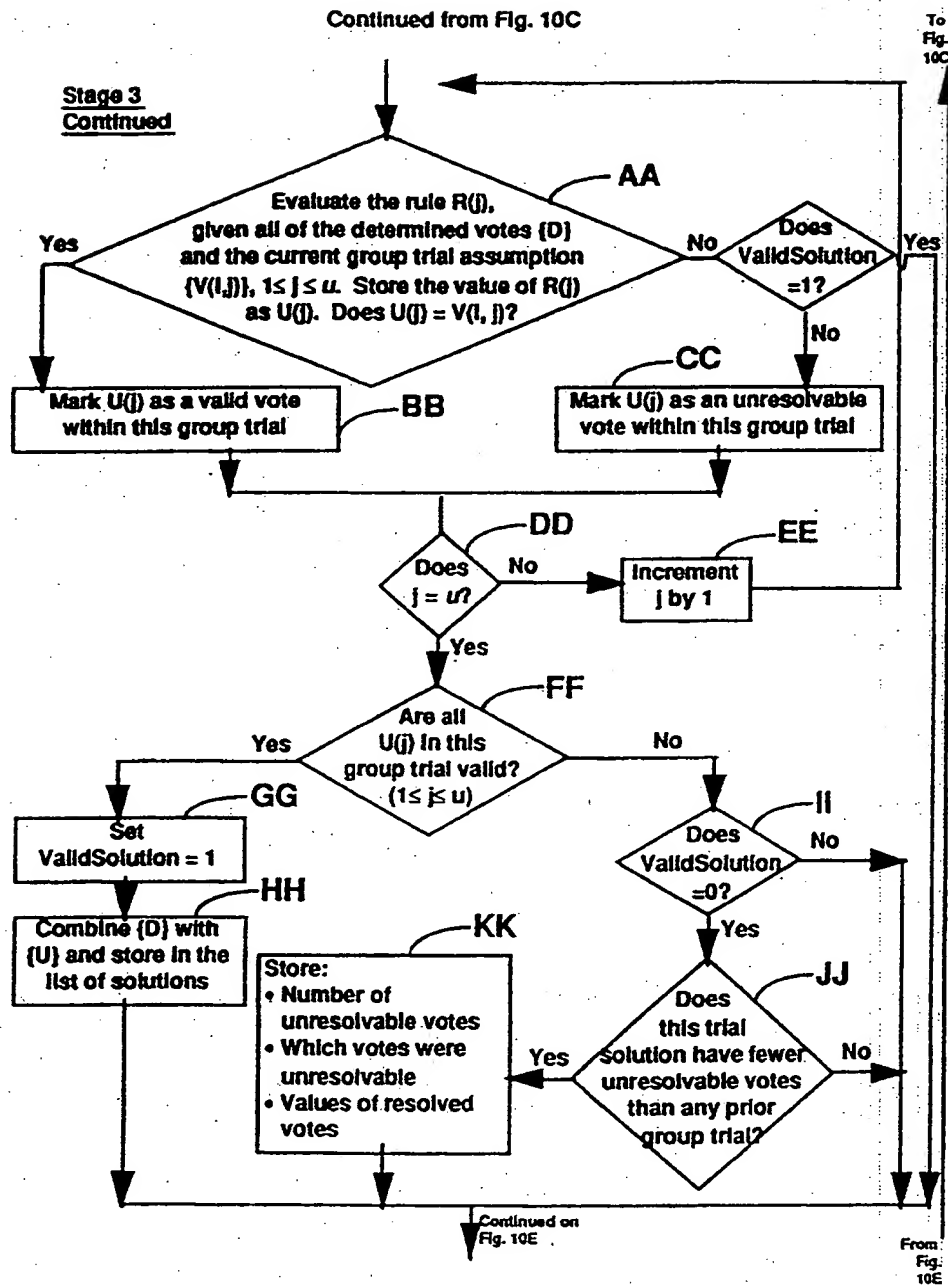 Continued from Fig. 10C
To
Fig.
10C
Stage 3
Continued
AA
Evaluate the rule R(j),
given all of the determined votes {D}
and the current group trial assumption
{V(I,j)}, 1≤ j ≤ u. Store the value of R(j)
as U(j). Does U(j) = V(I, j)?
Yes
No
Does
ValidSolution
=1?
Yes
No
CC
Mark U(j) as a valid vote
within this group trial
BB
Mark U(j) as an unresolvable
vote within this group trial
DD
Does
j = u?
No
EE
Increment
j by 1
Yes
FF
Are all
U(j) in this
group trial valid?
(1≤ j≤ u)
Yes
No
GG
Set
ValidSolution = 1
II
Does
ValidSolution
=0?
No
Yes
HH
Combine {D} with
{U} and store in the
list of solutions
KK
Store:
• Number of
unresolvable votes
• Which votes were
unresolvable
• Values of resolved
votes
JJ
Does
this trial
solution have fewer
unresolvable votes
than any prior
group trial?
Yes
No
Continued on
Fig. 10E
From
Fig.
10E